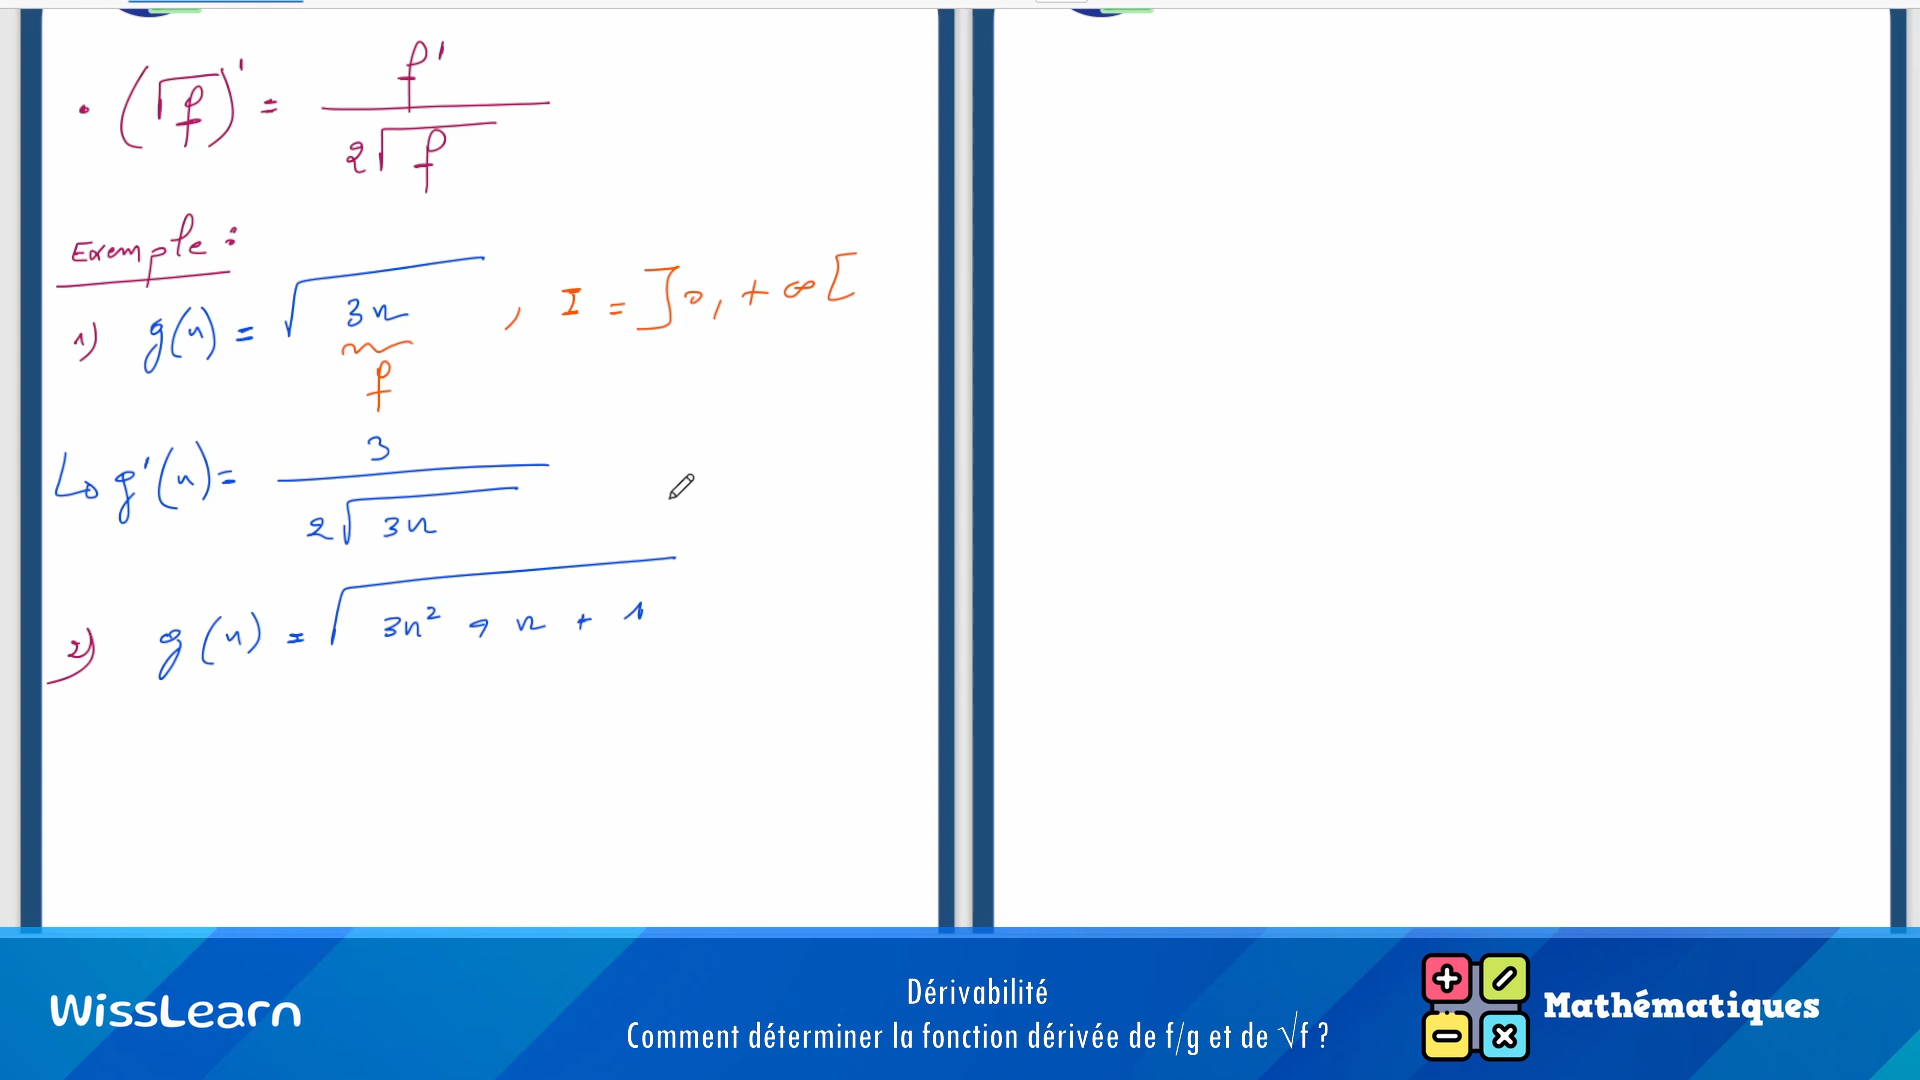 • (√f)' = f' / 2√f
Exemple :
1) g(x) = √3x , I = ]0, +∞[
f
↳ g'(x) = 3 / 2√3x
2) g(x) = √3x² + x + 1
WissLearn
Dérivabilité
Comment déterminer la fonction dérivée de f/g et de √f ?
Mathématiques